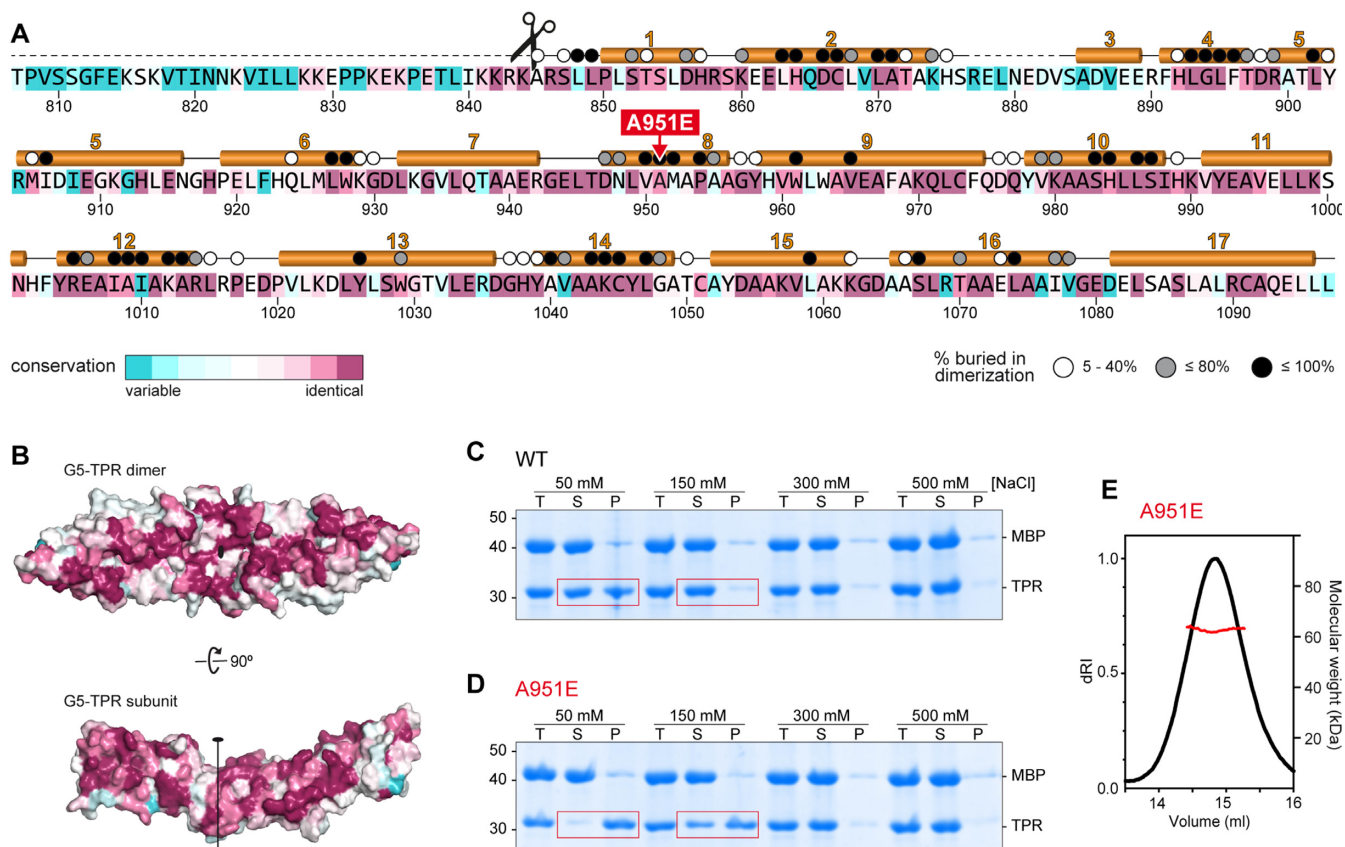 A
1 2 3 4 5
TPVSSGFEKSKVTINNKVILLKKEPPKEKPETLIKKRKARSLLPLSTSLDHRSKEELHQDCLVLATAKHSRELNEDVSADVEERFHLGLFTDRATLY
810 820 830 840 850 860 870 880 890 900
A951E
5 6 7 8 9 10 11
RMIDIEGKGHLENGHPELFHQLMLWKGDLKGVLQTAAERGELTDNLVAMAPAAGYHVWLWAVEAFAKQLCFQDQYVKAASHLLSIHKVYEAVELLKS
910 920 930 940 950 960 970 980 990 1000
12 13 14 15 16 17
NHFYREAIAIAKARLRPEDPVLKDLYLSWGTVLERDGHYAVAAKCYLGATCAYDAAKVLAKKGDAASLRTAAELAAIVGEDELSASLALRCAQELLL
1010 1020 1030 1040 1050 1060 1070 1080 1090
conservation
variable identical
% buried in
dimerization
5 - 40% ≤ 80% ≤ 100%
B
G5-TPR dimer
90º
G5-TPR subunit
C
WT
50 mM 150 mM 300 mM 500 mM [NaCl]
T S P T S P T S P T S P
50
40
30
MBP
TPR
D
A951E
50 mM 150 mM 300 mM 500 mM
T S P T S P T S P T S P
50
40
30
MBP
TPR
E
A951E
1.0
0.5
0.0
dRI
80
60
40
20
Molecular weight (kDa)
14 15 16
Volume (ml)